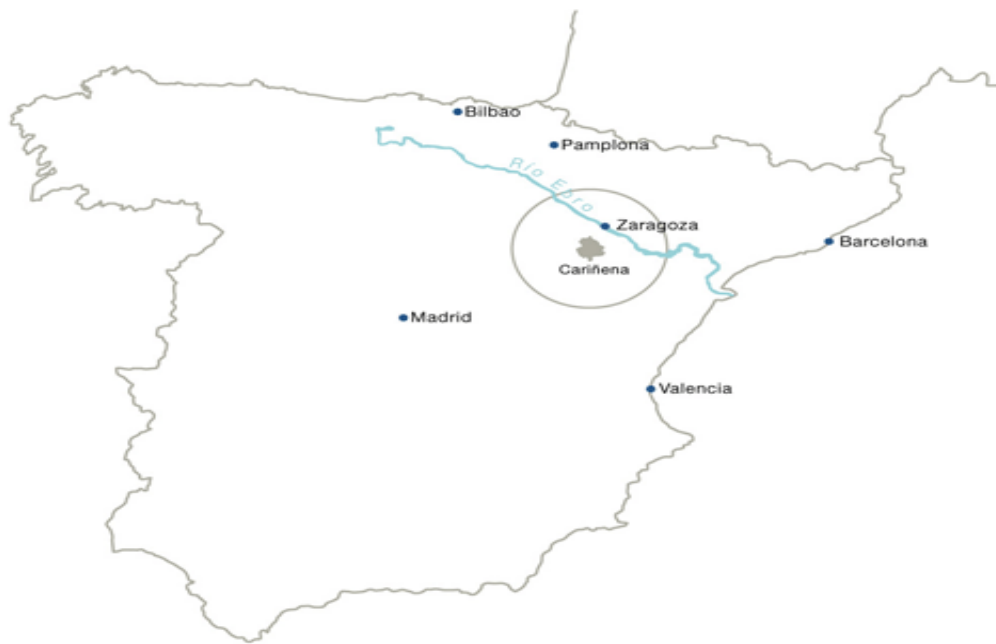 Bilbao
Pamplona
Río Ebro
Zaragoza
Barcelona
Cariñena
Madrid
Valencia